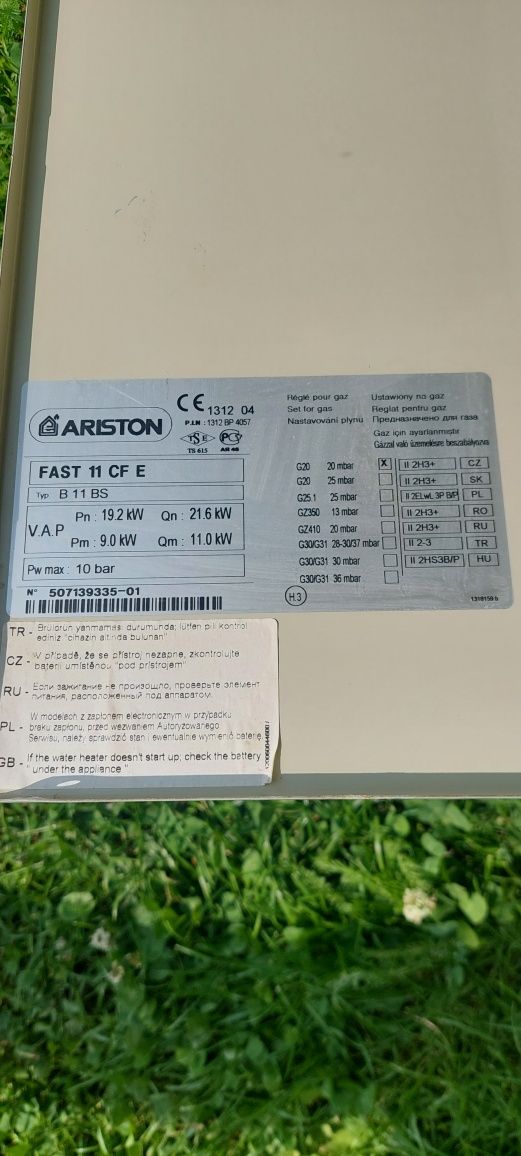 ARISTON
CE 1312 04
P.I.N : 1312 BP 4057
TSE
TS 615
РСТ
AЯ 46
FAST 11 CF E
Typ. B 11 BS
V.A.P
Pn : 19.2 kW Qn : 21.6 kW
Pm : 9.0 kW Qm : 11.0 kW
Pw max : 10 bar
N° 507139335-01
Réglé pour gaz
Set for gas
Nastavovani plynu
Ustawiony na gaz
Reglat pentru gaz
Предназначено для газа
Gaz için ayarlanmistir
Gázzal való üzemelésre beszabályozva
G20 20 mbar X II 2H3+ CZ
G20 25 mbar II 2H3+ SK
G25.1 25 mbar II 2ELwL 3P B/P PL
GZ350 13 mbar II 2H3+ RO
GZ410 20 mbar II 2H3+ RU
G30/G31 28-30/37 mbar II 2-3 TR
G30/G31 30 mbar II 2HS3B/P HU
G30/G31 36 mbar
H.3
1318159 b
TR - Brülörün yanmaması durumunda; lütfen pili kontrol
ediniz "cihazın altında bulunan"
CZ - V případě, že se přístroj nezapne, zkontrolujte
baterii umístěnou "pod prístrojem"
RU - Если зажигание не произошло, проверьте элемент
питания, расположенный под аппаратом.
PL - W modelach z zapłonem elektronicznym w przypadku
braku zapłonu, przed wezwaniem Autoryzowanego
Serwisu, należy sprawdzić stan i ewentualnie wymienić baterię.
GB - If the water heater doesn't start up; check the battery
" under the appliance "